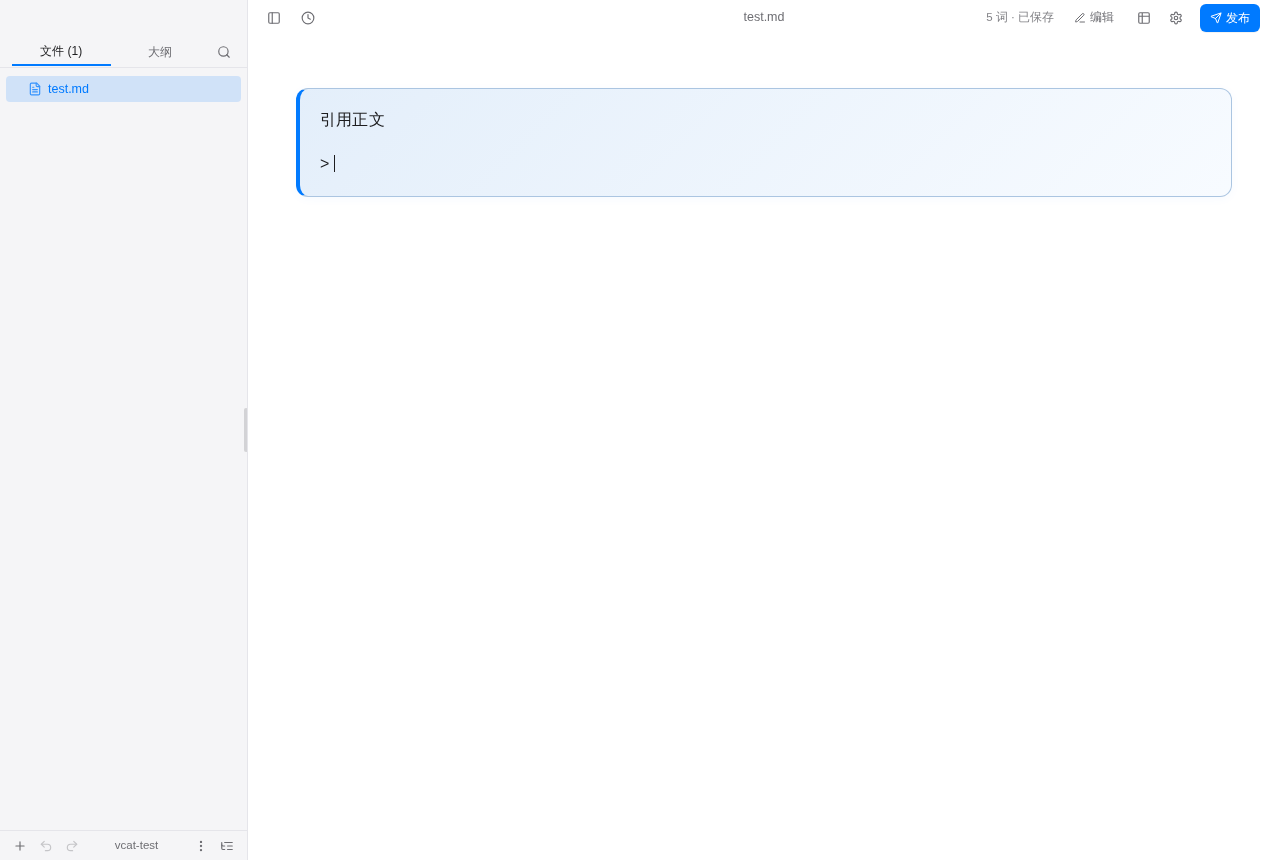 test.md
5 词 · 已保存
编辑
发布
文件 (1)
大纲
test.md
引用正文
>
vcat-test